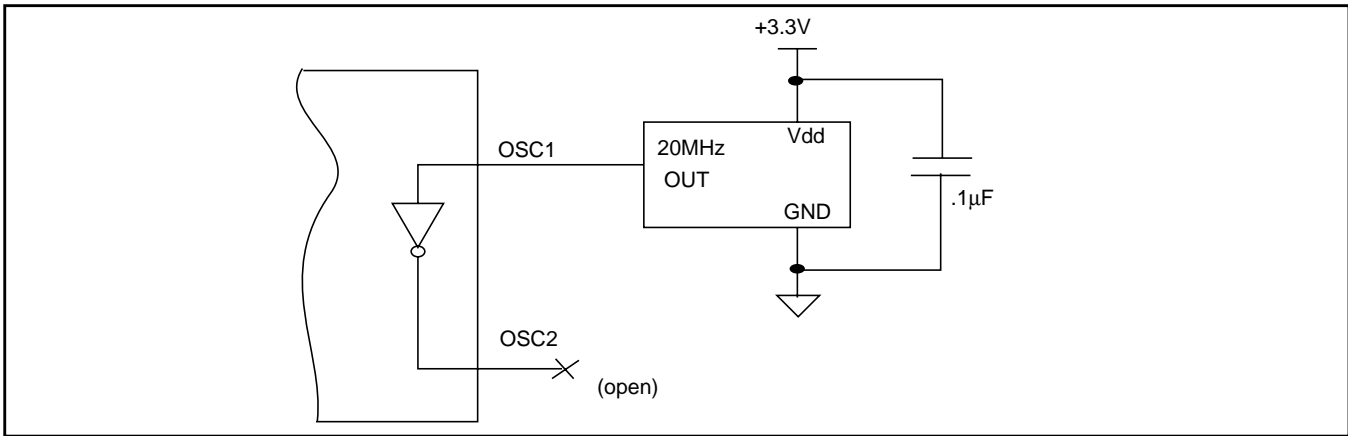 +3.3V
OSC1
20MHz
Vdd
OUT
GND
.1μF
OSC2
(open)